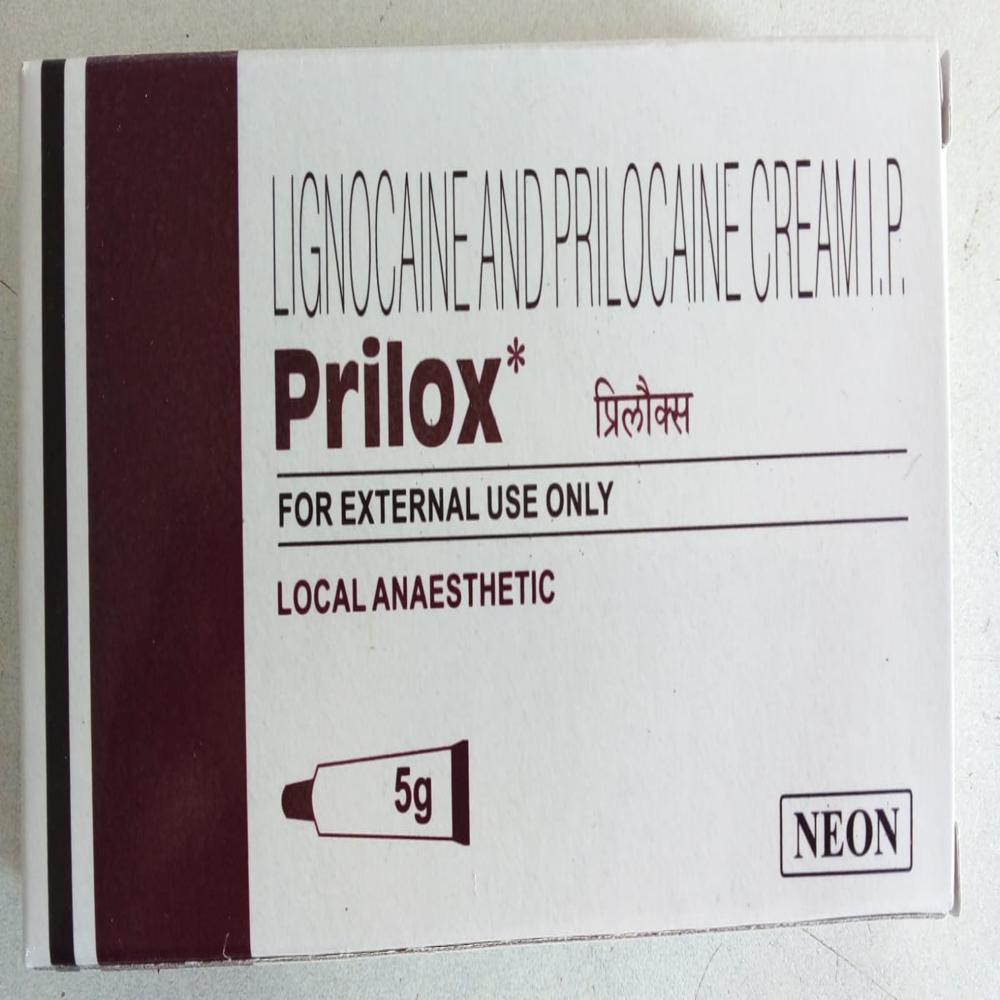 LIGNOCAINE AND PRILOCAINE CREAM I.P.
Prilox* प्रिलौक्स
FOR EXTERNAL USE ONLY
LOCAL ANAESTHETIC
5g
NEON